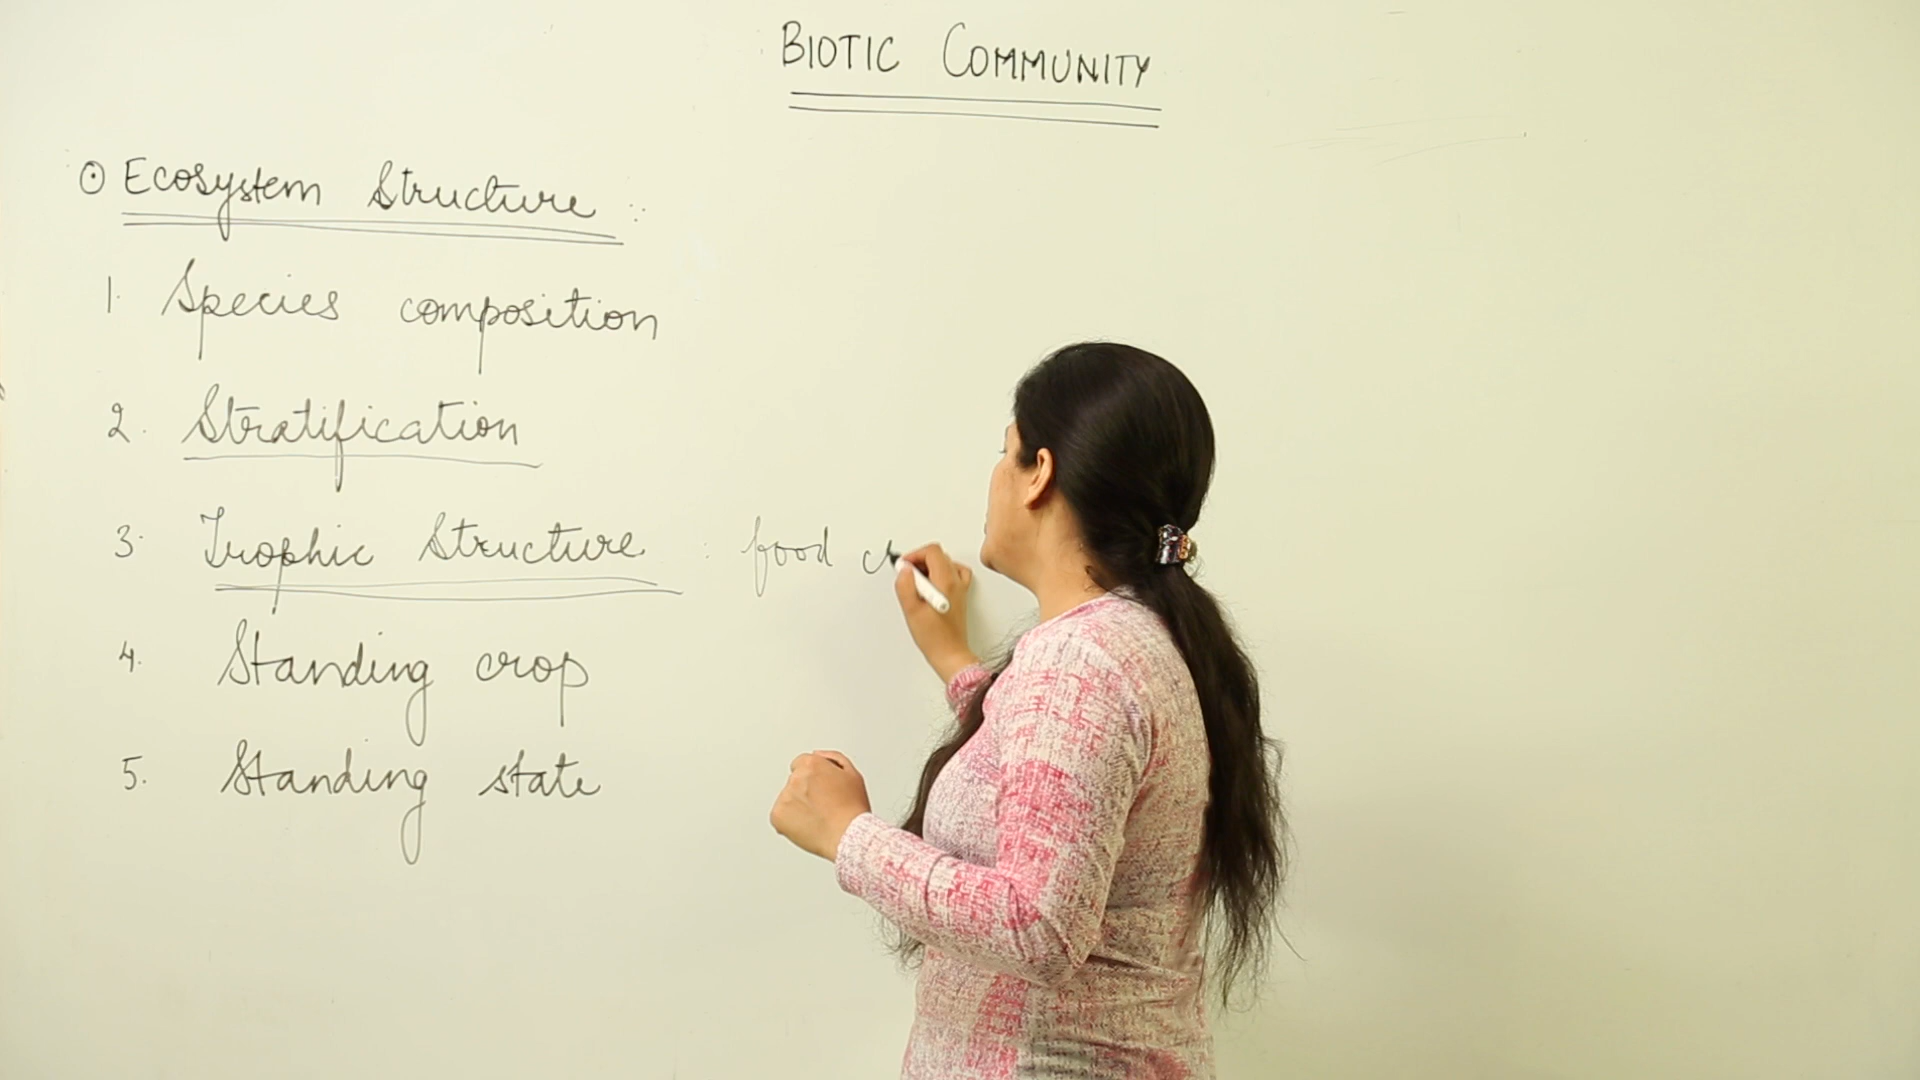 BIOTIC COMMUNITY
⊙ Ecosystem Structure :
1. Species composition
2. Stratification
3. Trophic Structure : food
4. Standing crop
5. Standing state